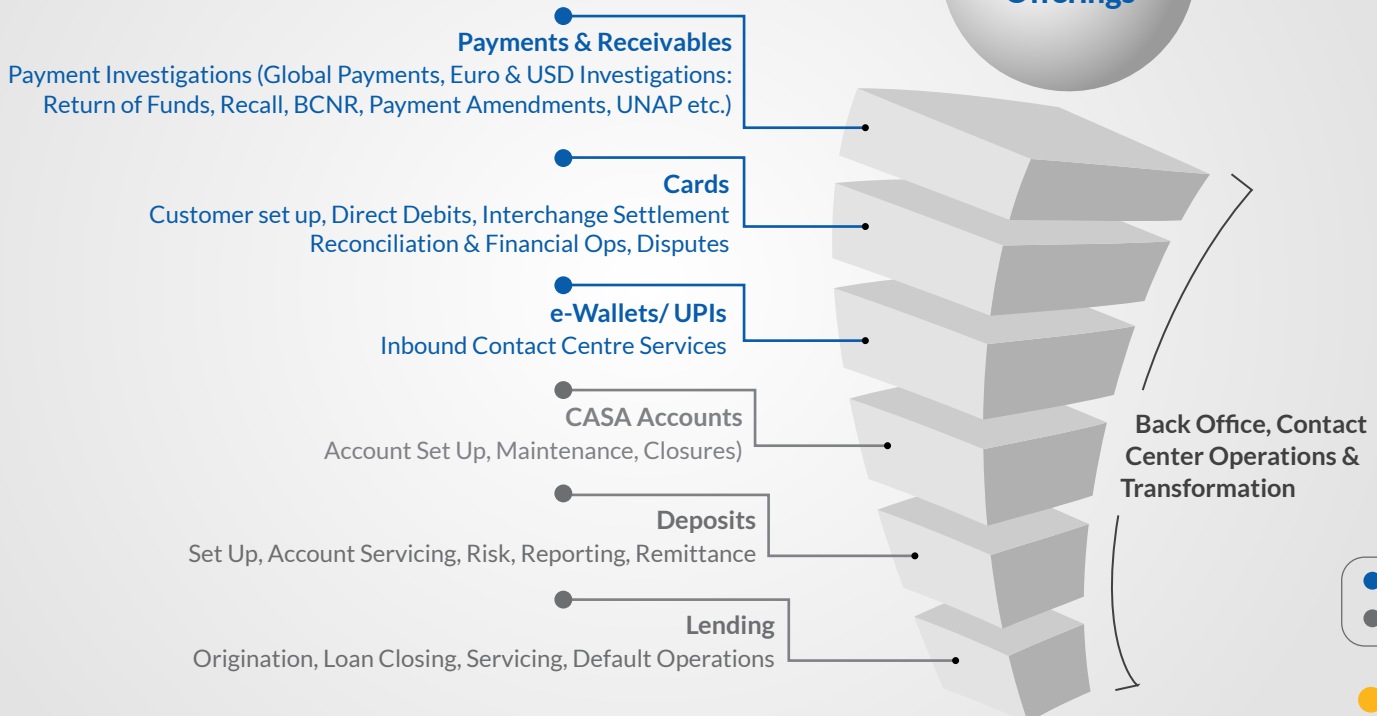 Offerings
Payments & Receivables
Payment Investigations (Global Payments, Euro & USD Investigations:
Return of Funds, Recall, BCNR, Payment Amendments, UNAP etc.)
Cards
Customer set up, Direct Debits, Interchange Settlement
Reconciliation & Financial Ops, Disputes
e-Wallets/ UPIs
Inbound Contact Centre Services
CASA Accounts
Account Set Up, Maintenance, Closures)
Deposits
Set Up, Account Servicing, Risk, Reporting, Remittance
Lending
Origination, Loan Closing, Servicing, Default Operations
Back Office, Contact
Center Operations &
Transformation